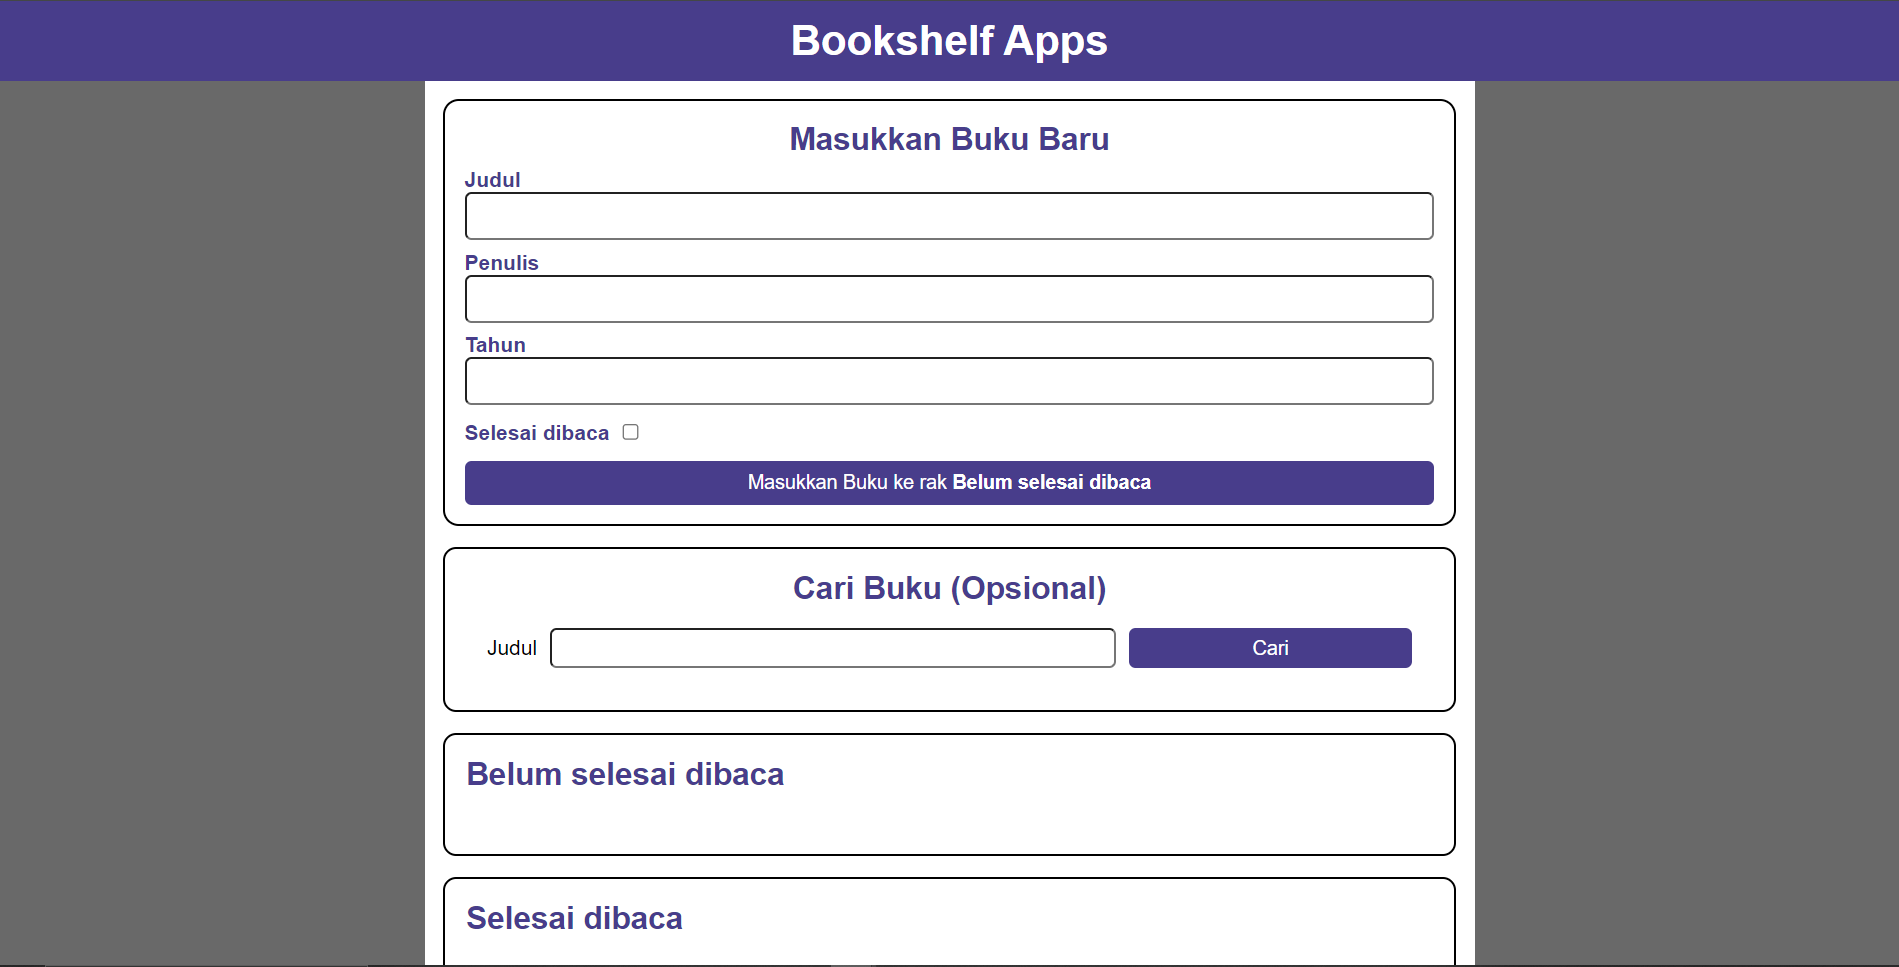 Bookshelf Apps
Masukkan Buku Baru
Judul
Penulis
Tahun
Selesai dibaca
Masukkan Buku ke rak Belum selesai dibaca
Cari Buku (Opsional)
Judul
Cari
Belum selesai dibaca
Selesai dibaca